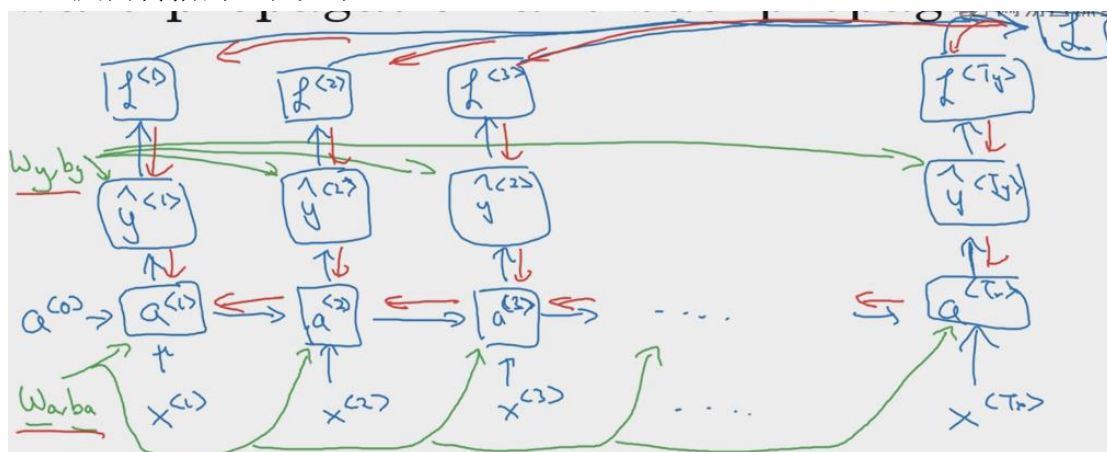 L
L<1> L<2> L<3> L<Ty>
Wy, by
ŷ<1> ŷ<2> ŷ<2> ŷ<Ty>
a<0> a<1> a<2> a<3> .... a<Tx>
Wa, ba x<1> x<2> x<3> .... x<Tx>